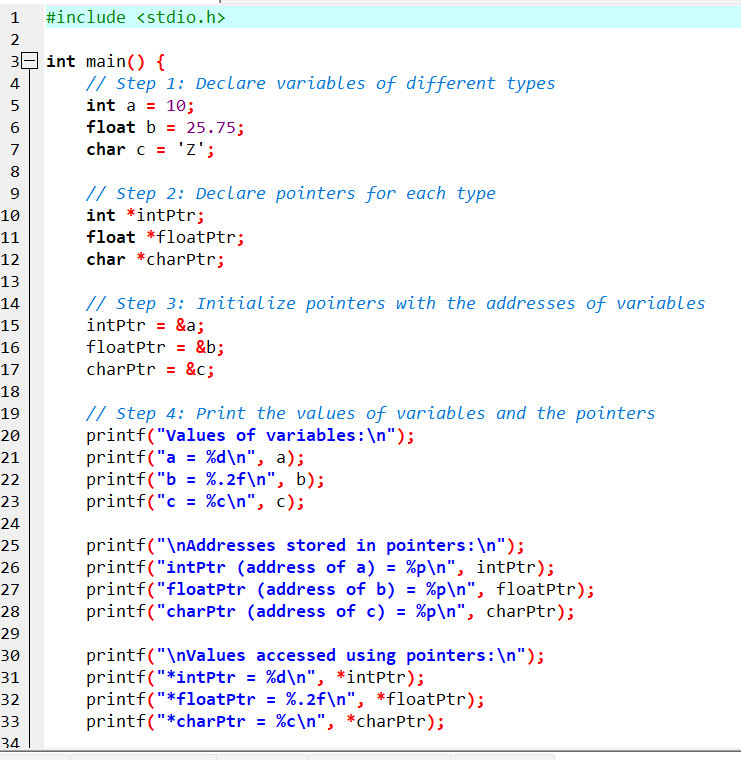 1 #include <stdio.h>
2
3 int main() {
4     // Step 1: Declare variables of different types
5     int a = 10;
6     float b = 25.75;
7     char c = 'Z';
8
9     // Step 2: Declare pointers for each type
10     int *intPtr;
11     float *floatPtr;
12     char *charPtr;
13
14     // Step 3: Initialize pointers with the addresses of variables
15     intPtr = &a;
16     floatPtr = &b;
17     charPtr = &c;
18
19     // Step 4: Print the values of variables and the pointers
20     printf("Values of variables:\n");
21     printf("a = %d\n", a);
22     printf("b = %.2f\n", b);
23     printf("c = %c\n", c);
24
25     printf("\nAddresses stored in pointers:\n");
26     printf("intPtr (address of a) = %p\n", intPtr);
27     printf("floatPtr (address of b) = %p\n", floatPtr);
28     printf("charPtr (address of c) = %p\n", charPtr);
29
30     printf("\nValues accessed using pointers:\n");
31     printf("*intPtr = %d\n", *intPtr);
32     printf("*floatPtr = %.2f\n", *floatPtr);
33     printf("*charPtr = %c\n", *charPtr);
34